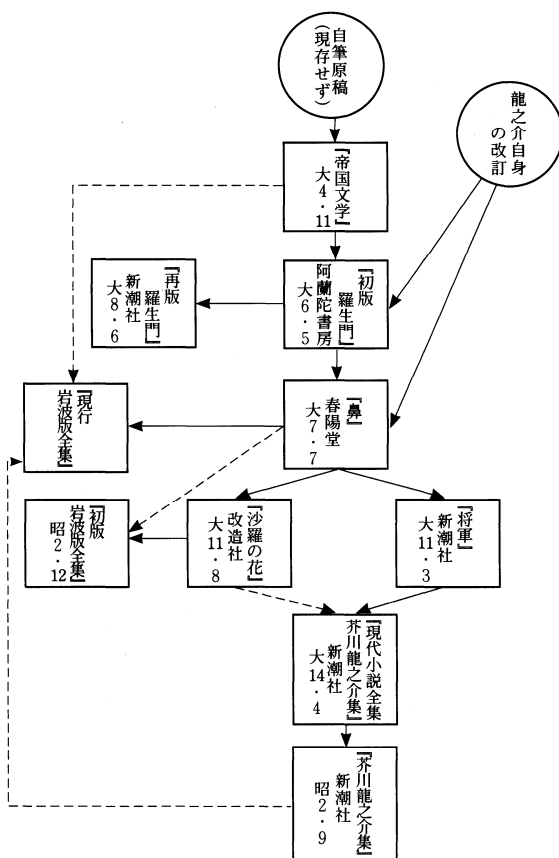 自筆原稿
(現存せず)
龍之介自身
の改訂
『帝国文学』
大4・11
『初版
羅生門』
阿蘭陀書房
大6・5
『再版
羅生門』
新潮社
大8・6
『鼻』
春陽堂
大7・7
『現行
岩波版全集』
『初版
岩波版全集』
昭2・12
『沙羅の花』
改造社
大11・8
『将軍』
新潮社
大11・3
『現代小説全集
芥川龍之介集』
新潮社
大14・4
『芥川龍之介集』
新潮社
昭2・9